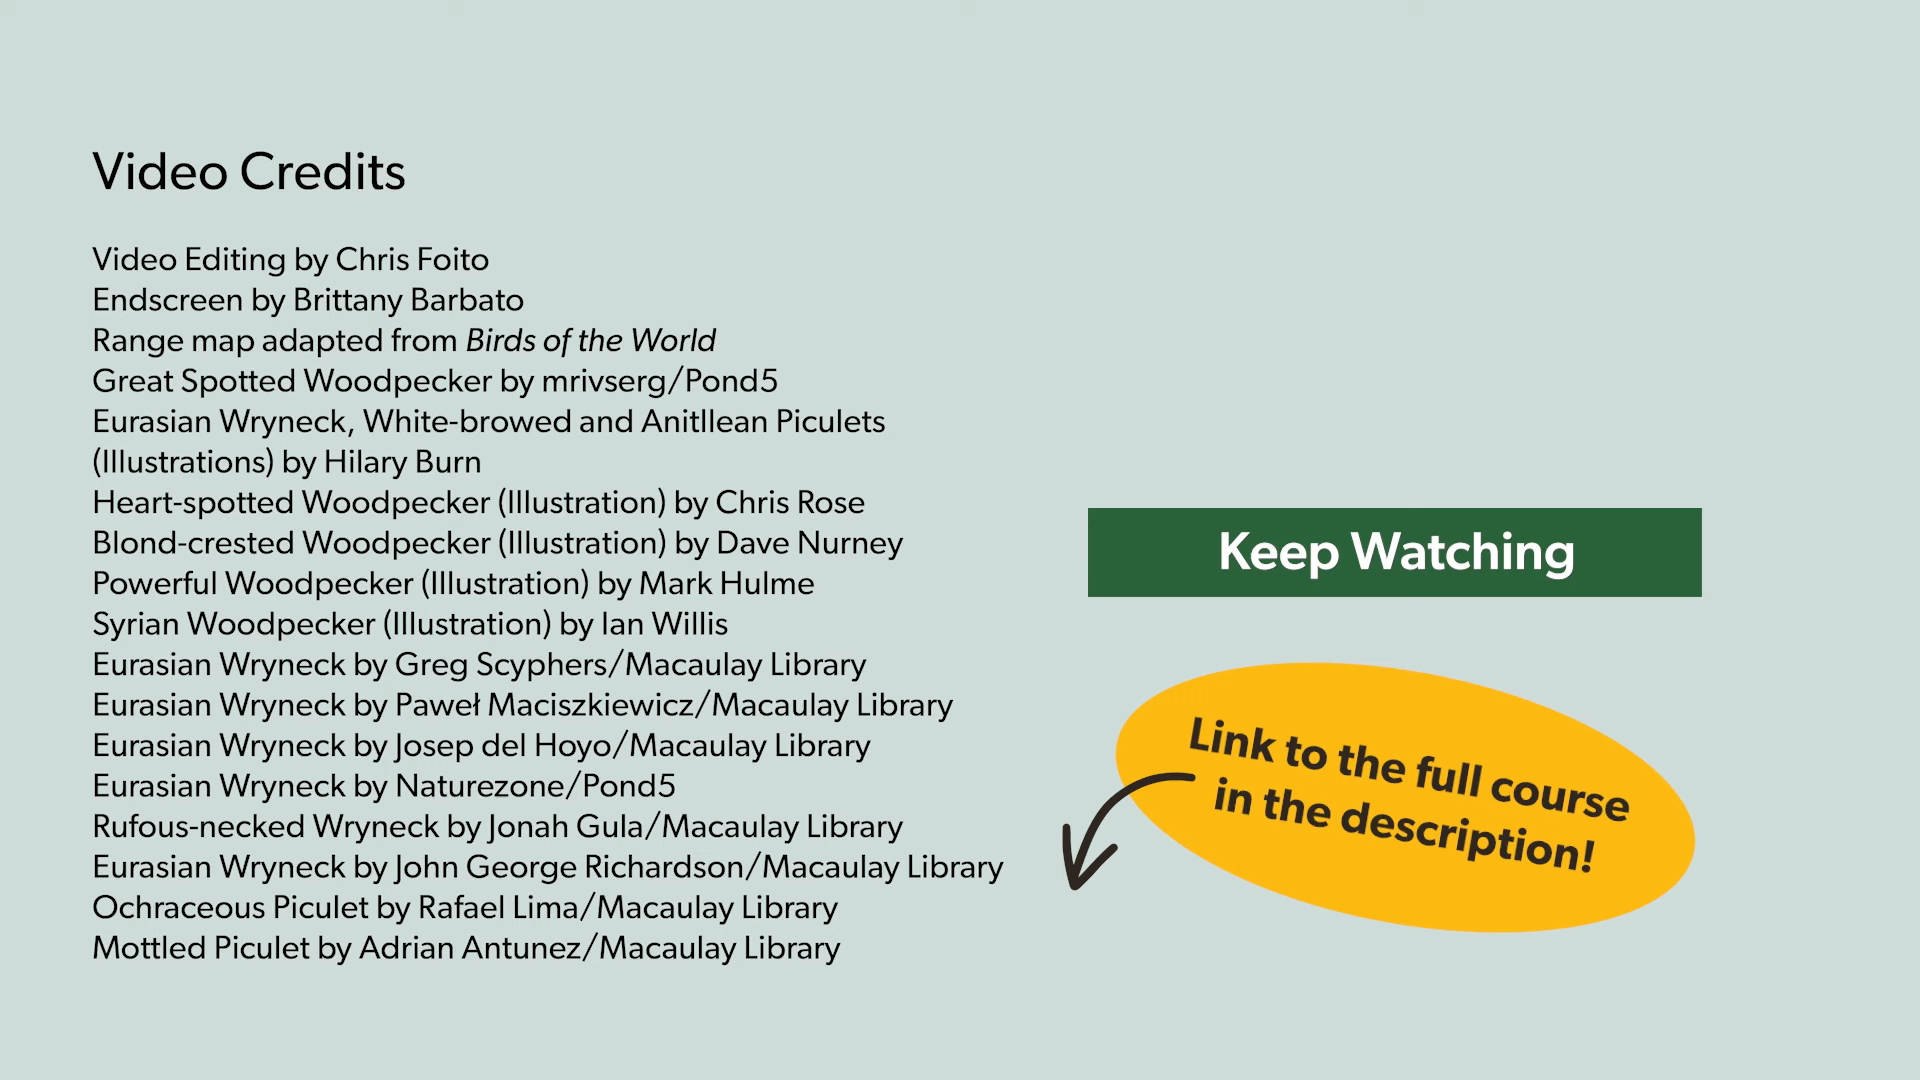 Video Credits
Video Editing by Chris Foito
Endscreen by Brittany Barbato
Range map adapted from Birds of the World
Great Spotted Woodpecker by mrivserg/Pond5
Eurasian Wryneck, White-browed and Anitllean Piculets
(Illustrations) by Hilary Burn
Heart-spotted Woodpecker (Illustration) by Chris Rose
Blond-crested Woodpecker (Illustration) by Dave Nurney
Powerful Woodpecker (Illustration) by Mark Hulme
Syrian Woodpecker (Illustration) by Ian Willis
Eurasian Wryneck by Greg Scyphers/Macaulay Library
Eurasian Wryneck by Paweł Maciszkiewicz/Macaulay Library
Eurasian Wryneck by Josep del Hoyo/Macaulay Library
Eurasian Wryneck by Naturezone/Pond5
Rufous-necked Wryneck by Jonah Gula/Macaulay Library
Eurasian Wryneck by John George Richardson/Macaulay Library
Ochraceous Piculet by Rafael Lima/Macaulay Library
Mottled Piculet by Adrian Antunez/Macaulay Library
Keep Watching
Link to the full course
in the description!